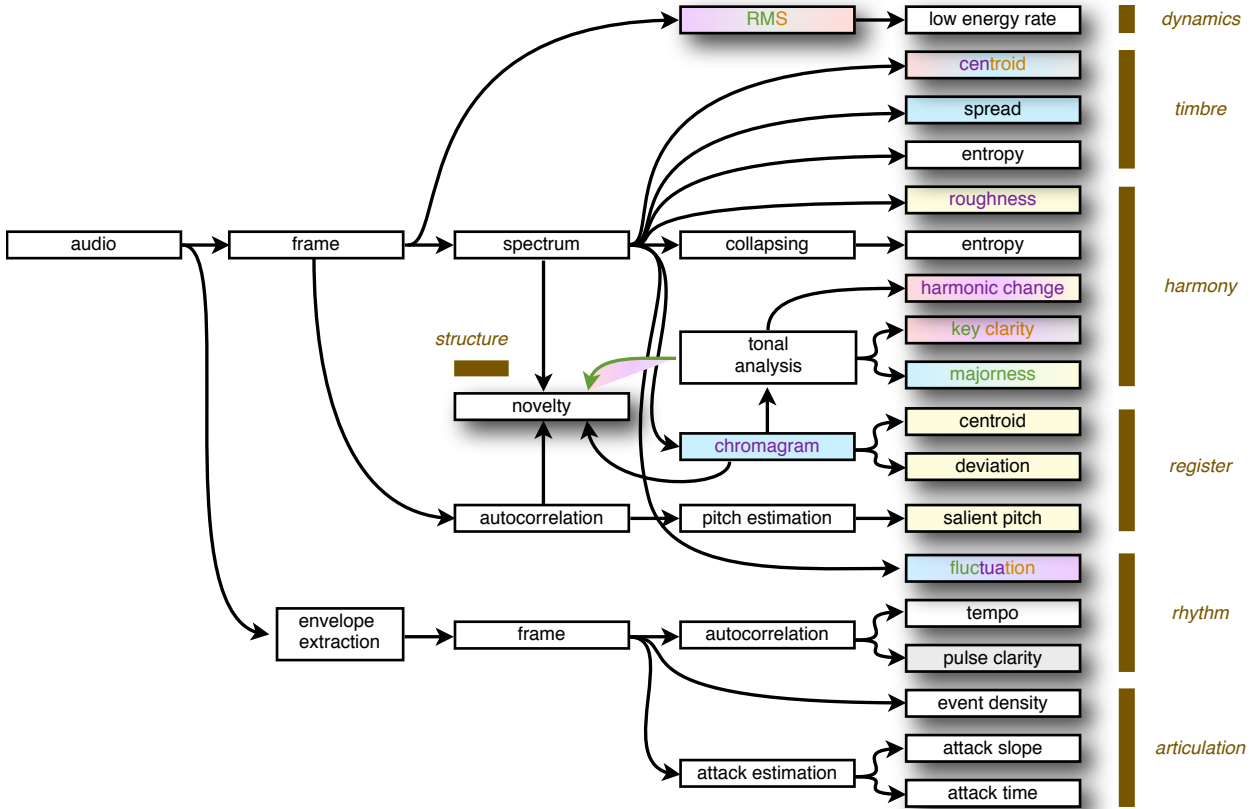 RMS
low energy rate
dynamics
centroid
spread
timbre
entropy
roughness
audio
frame
spectrum
collapsing
entropy
harmonic change
harmony
structure
tonal
analysis
key clarity
majorness
novelty
chromagram
centroid
deviation
register
autocorrelation
pitch estimation
salient pitch
fluctuation
envelope
extraction
frame
autocorrelation
tempo
rhythm
pulse clarity
event density
attack slope
articulation
attack estimation
attack time